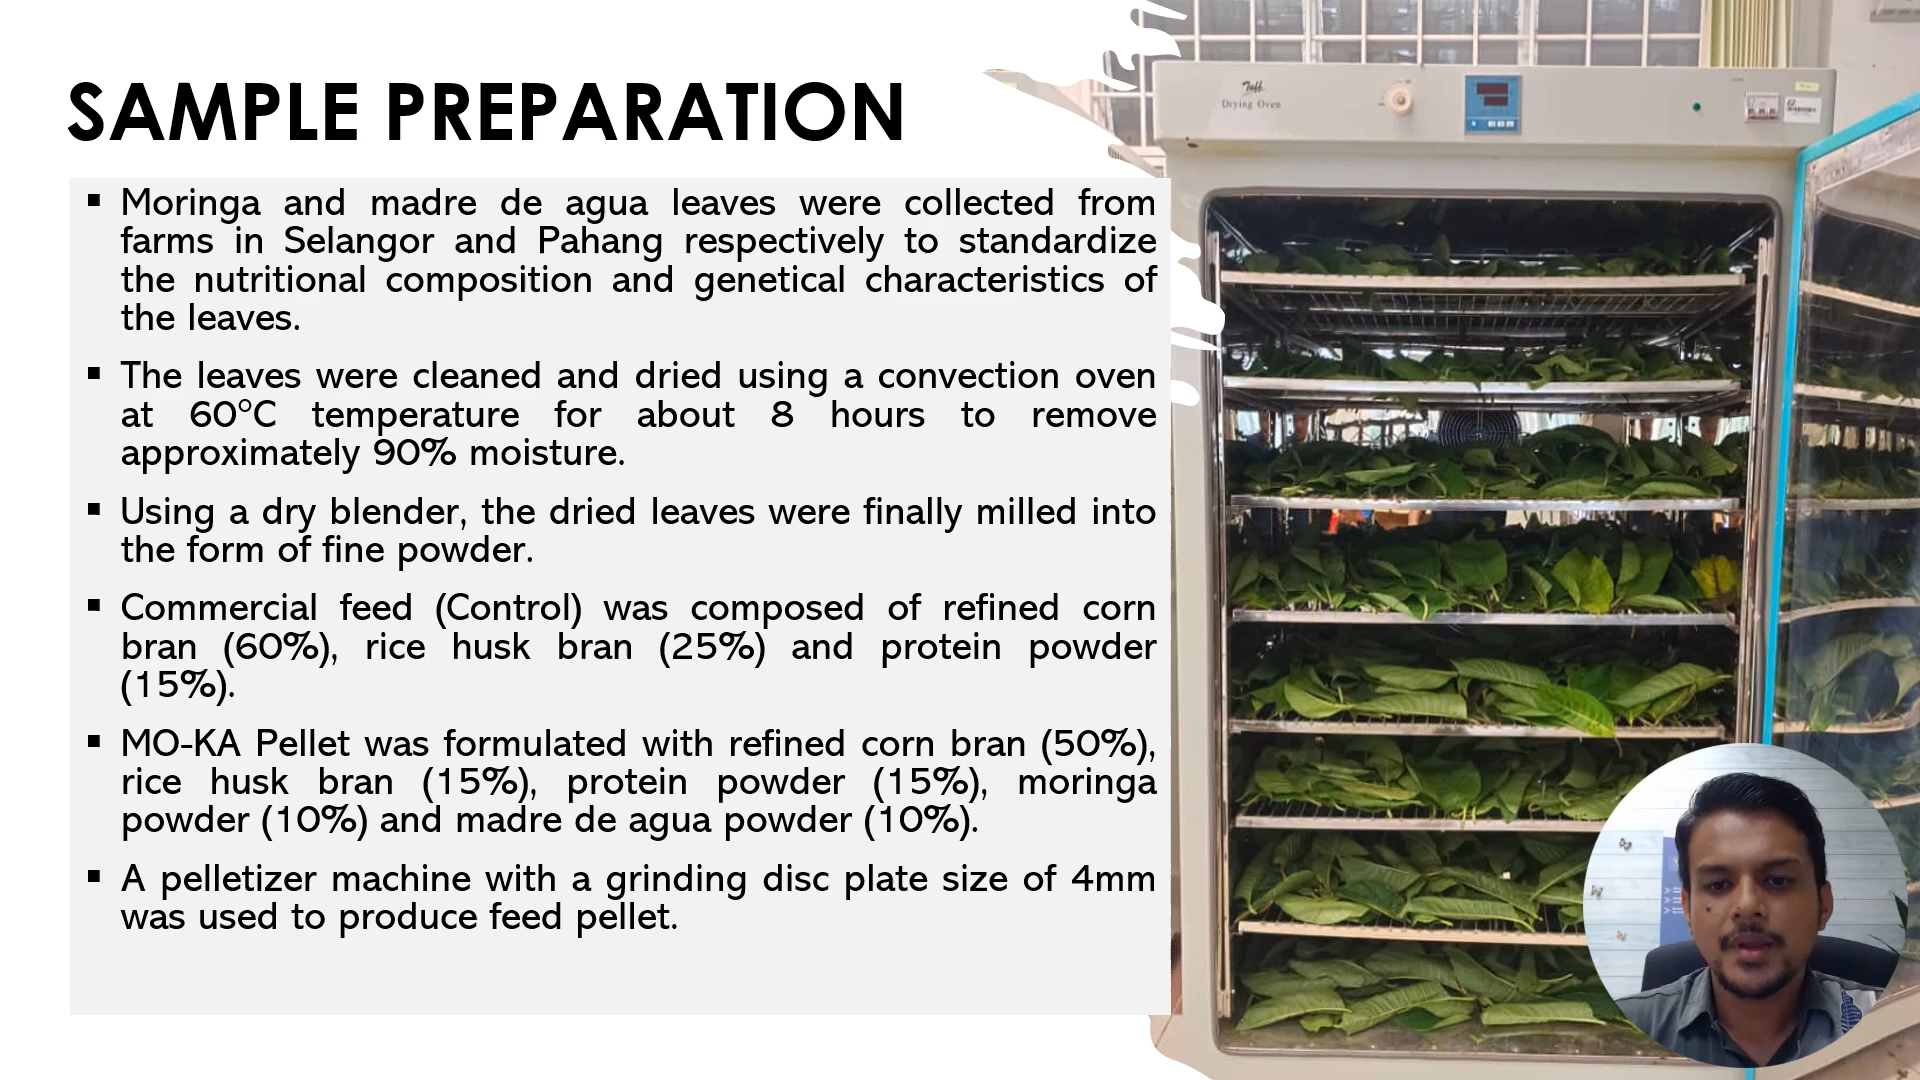 SAMPLE PREPARATION
▪ Moringa and madre de agua leaves were collected from
farms in Selangor and Pahang respectively to standardize
the nutritional composition and genetical characteristics of
the leaves.
▪ The leaves were cleaned and dried using a convection oven
at 60°C temperature for about 8 hours to remove
approximately 90% moisture.
▪ Using a dry blender, the dried leaves were finally milled into
the form of fine powder.
▪ Commercial feed (Control) was composed of refined corn
bran (60%), rice husk bran (25%) and protein powder
(15%).
▪ MO-KA Pellet was formulated with refined corn bran (50%),
rice husk bran (15%), protein powder (15%), moringa
powder (10%) and madre de agua powder (10%).
▪ A pelletizer machine with a grinding disc plate size of 4mm
was used to produce feed pellet.
Tuff
Drying Oven